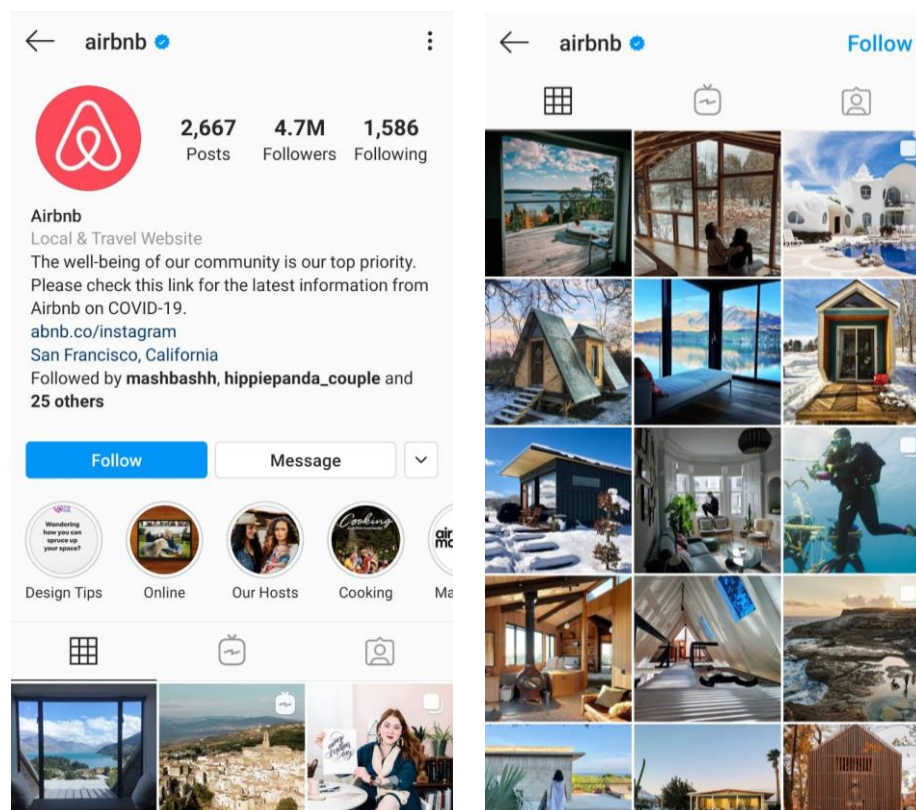 airbnb
2,667 4.7M 1,586
Posts Followers Following
Airbnb
Local & Travel Website
The well-being of our community is our top priority.
Please check this link for the latest information from
Airbnb on COVID-19.
abnb.co/instagram
San Francisco, California
Followed by mashbashh, hippiepanda_couple and
25 others
Follow Message
Wondering
how you can
spruce up
your space?
Cooking
Design Tips Online Our Hosts Cooking Ma
airbnb Follow